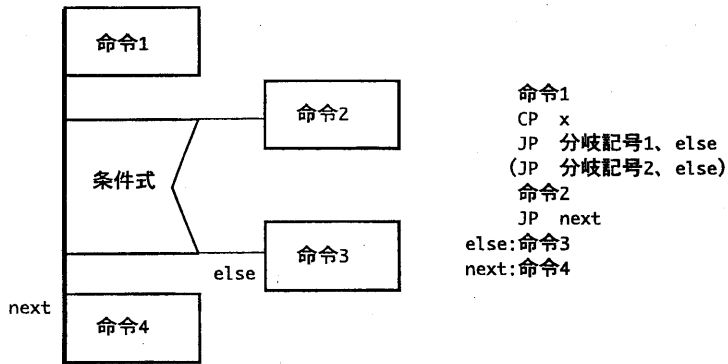 命令1
命令2
条件式
命令3
else
next
命令4
命令1
CP x
JP 分岐記号1、else
(JP 分岐記号2、else)
命令2
JP next
else:命令3
next:命令4